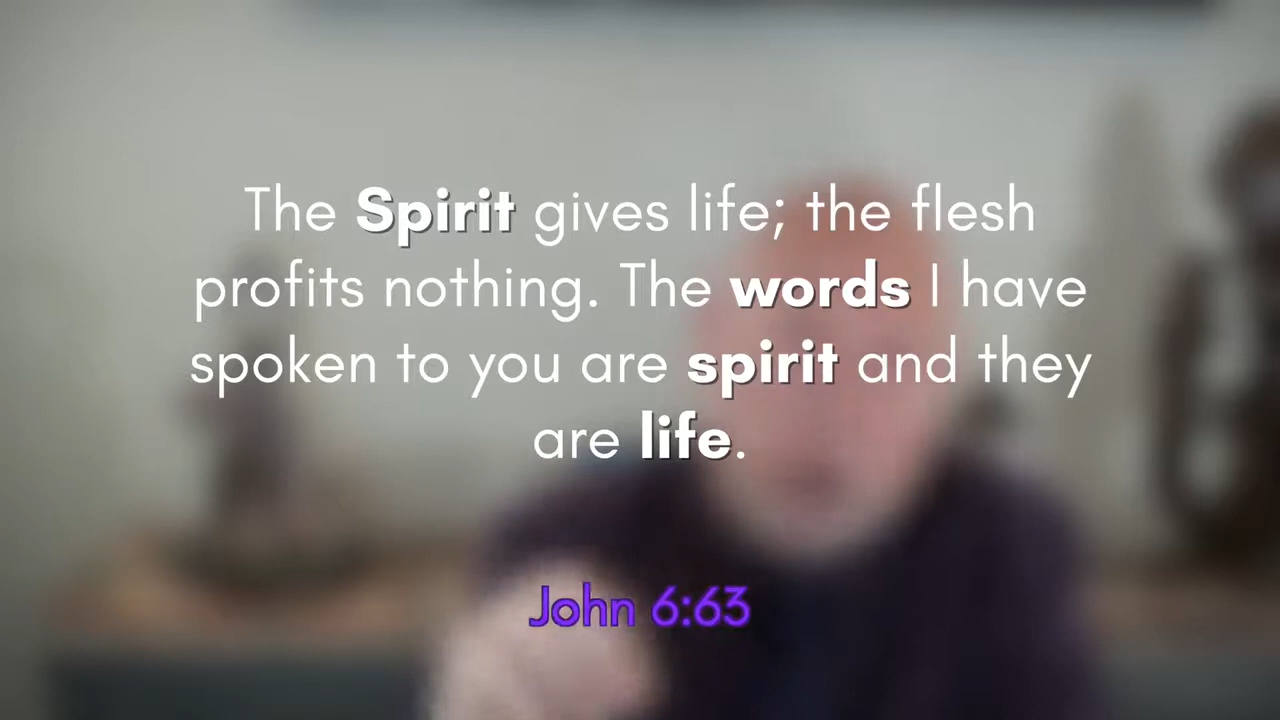 The Spirit gives life; the flesh
profits nothing. The words I have
spoken to you are spirit and they
are life.
John 6:63